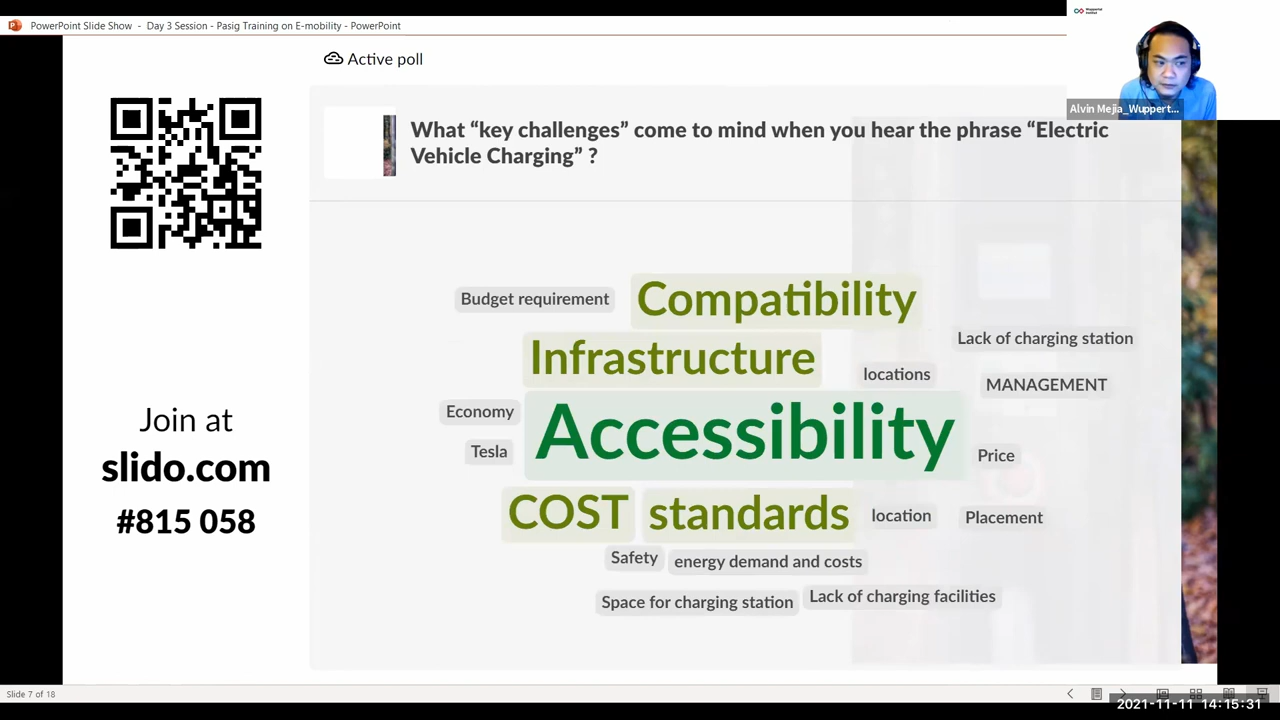 PowerPoint Slide Show - Day 3 Session - Pasig Training on E-mobility - PowerPoint
Wuppertal
Institut
Alvin Mejia_Wuppert...
Active poll
What “key challenges” come to mind when you hear the phrase “Electric
Vehicle Charging” ?
Join at
slido.com
#815 058
Budget requirement
Compatibility
Lack of charging station
Infrastructure
locations
MANAGEMENT
Economy
Accessibility
Tesla
Price
COST
standards
location
Placement
Safety
energy demand and costs
Space for charging station
Lack of charging facilities
Slide 7 of 18
2021-11-11 14:15:31